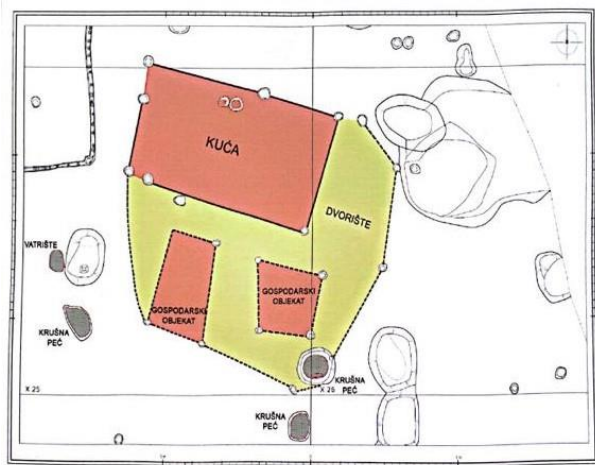 KUĆA
DVORIŠTE
VATRIŠTE
GOSPODARSKI
OBJEKAT
GOSPODARSKI
OBJEKAT
KRUŠNA
PEĆ
KRUŠNA
PEĆ
X 25
X 26
KRUŠNA
PEĆ